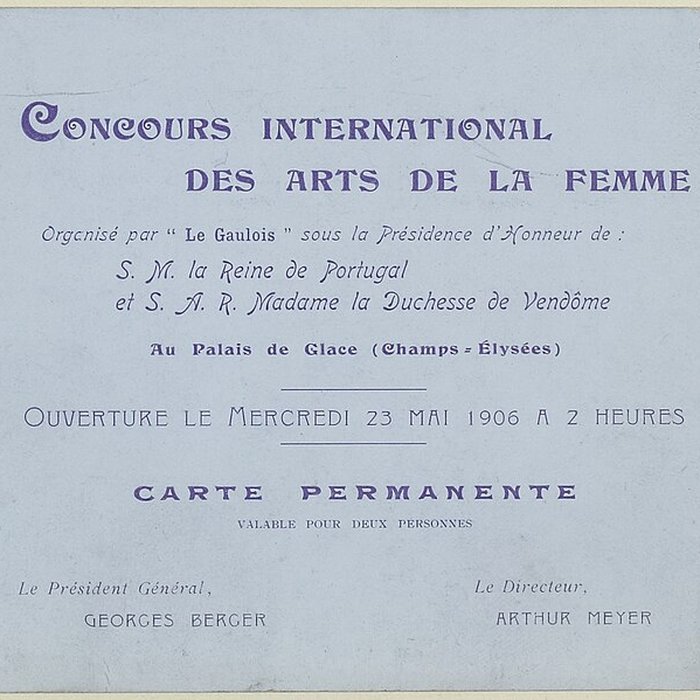 Concours international
des arts de la femme
Organisé par " Le Gaulois " sous la Présidence d'Honneur de :
S. M. la Reine de Portugal
et S. A. R. Madame la Duchesse de Vendôme
Au Palais de Glace (Champs=Élysées)
Ouverture le Mercredi 23 mai 1906 a 2 heures
CARTE PERMANENTE
VALABLE POUR DEUX PERSONNES
Le Président Général,
Le Directeur,
GEORGES BERGER
ARTHUR MEYER